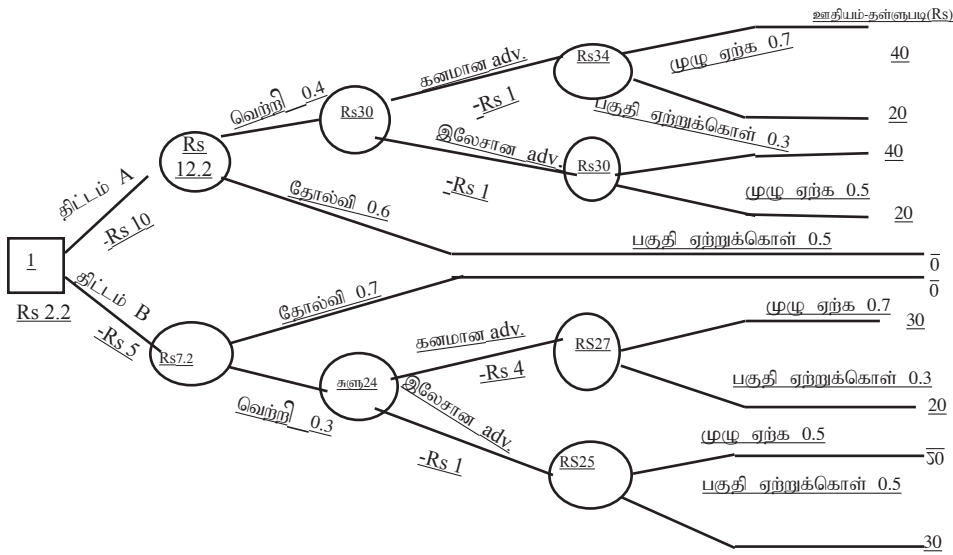 ஊதியம்-தள்ளுபடி(Rs)
முழு ஏற்க 0.7
40
கனமான adv.
Rs34
-Rs 1
பகுதி ஏற்றுக்கொள் 0.3
20
வெற்றி 0.4
Rs30
இலேசான adv.
-Rs 1
Rs30
40
முழு ஏற்க 0.5
20
Rs
12.2
திட்டம் A
-Rs 10
தோல்வி 0.6
பகுதி ஏற்றுக்கொள் 0.5
0
1
Rs 2.2
திட்டம் B
-Rs 5
தோல்வி 0.7
0
Rs7.2
வெற்றி 0.3
கனமான adv.
-Rs 4
RS27
முழு ஏற்க 0.7
30
பகுதி ஏற்றுக்கொள் 0.3
20
சுளு24
இலேசான adv.
-Rs 1
RS25
முழு ஏற்க 0.5
பகுதி ஏற்றுக்கொள் 0.5
30